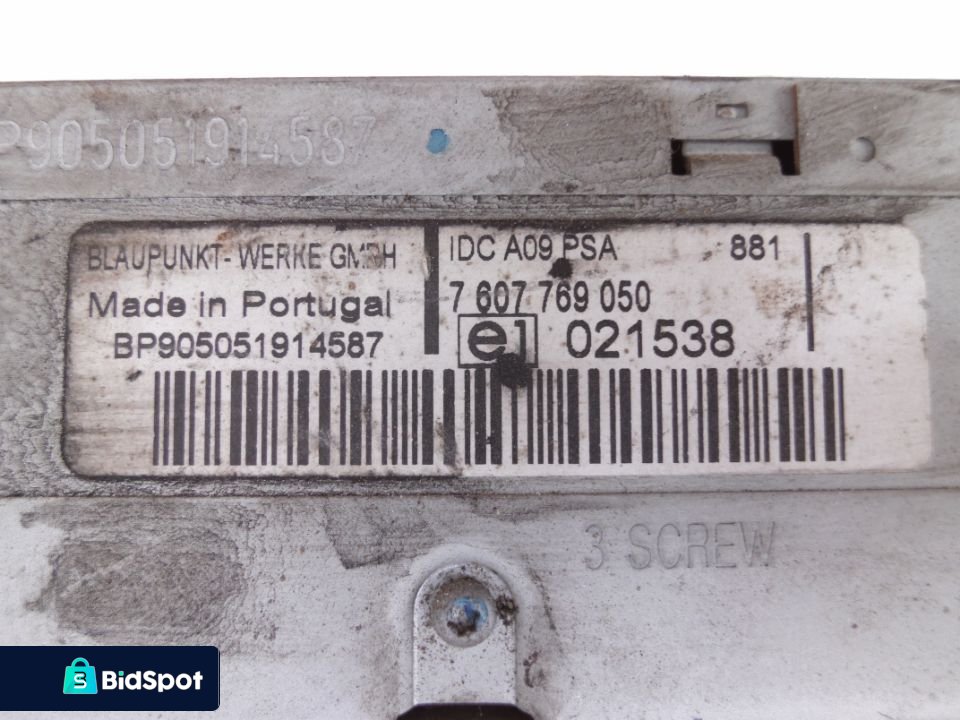 P905051914587
BLAUPUNKT-WERKE GMBH
Made in Portugal
BP905051914587
IDC A09 PSA 881
7 607 769 050
e1 021538
3 SCREW
S BidSpot